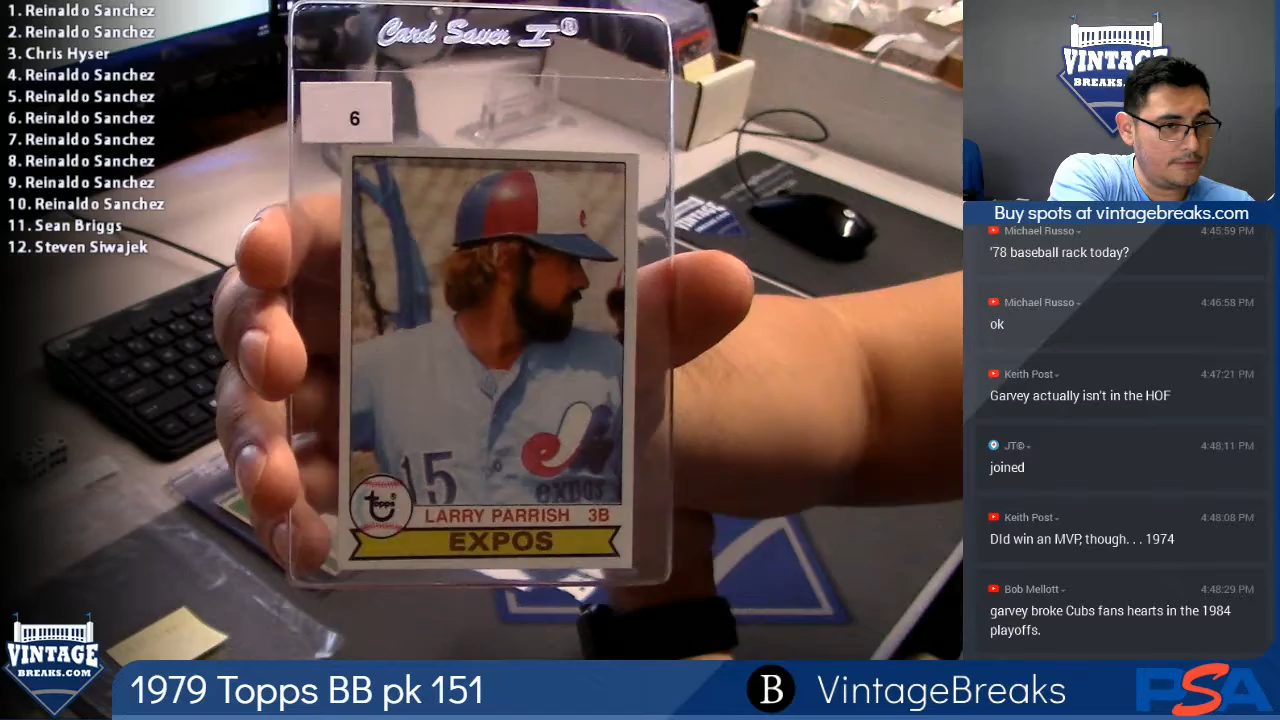 1. Reinaldo Sanchez
2. Reinaldo Sanchez
3. Chris Hyser
4. Reinaldo Sanchez
5. Reinaldo Sanchez
6. Reinaldo Sanchez
7. Reinaldo Sanchez
8. Reinaldo Sanchez
9. Reinaldo Sanchez
10. Reinaldo Sanchez
11. Sean Briggs
12. Steven Siwajek
Card Saver I®
6
15
expos
Topps®
LARRY PARRISH 3B
EXPOS
VINTAGE
BREAKS.COM
Buy spots at vintagebreaks.com
Michael Russo 4:45:59 PM
'78 baseball rack today?
Michael Russo 4:46:58 PM
ok
Keith Post 4:47:21 PM
Garvey actually isn't in the HOF
JT© 4:48:11 PM
joined
Keith Post 4:48:08 PM
DId win an MVP, though. . . 1974
Bob Mellott 4:48:29 PM
garvey broke Cubs fans hearts in the 1984
playoffs.
VINTAGE
BREAKS.COM
1979 Topps BB pk 151
B VintageBreaks
PSA